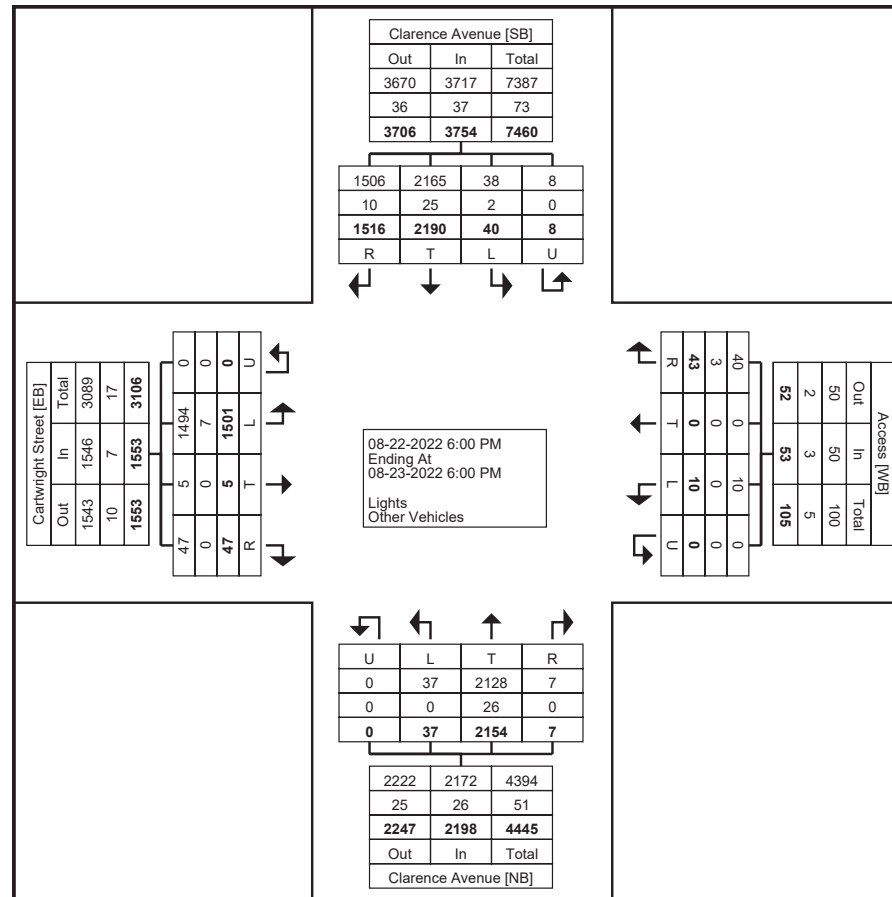 Clarence Avenue [SB]
Out In Total
3670 3717 7387
36 37 73
3706 3754 7460
1506 2165 38 8
10 25 2 0
1516 2190 40 8
R T L U
Cartwright Street [EB]
Total In Out
3089 1546 1543
17 7 10
3106 1553 1553
0 1494 5 47
0 7 0 0
0 1501 5 47
U L T R
08-22-2022 6:00 PM
Ending At
08-23-2022 6:00 PM
Lights
Other Vehicles
Access [WB]
Out In Total
50 50 100
2 3 5
52 53 105
40 0 10 0
3 0 0 0
43 0 10 0
R T L U
U L T R
0 37 2128 7
0 0 26 0
0 37 2154 7
2222 2172 4394
25 26 51
2247 2198 4445
Out In Total
Clarence Avenue [NB]